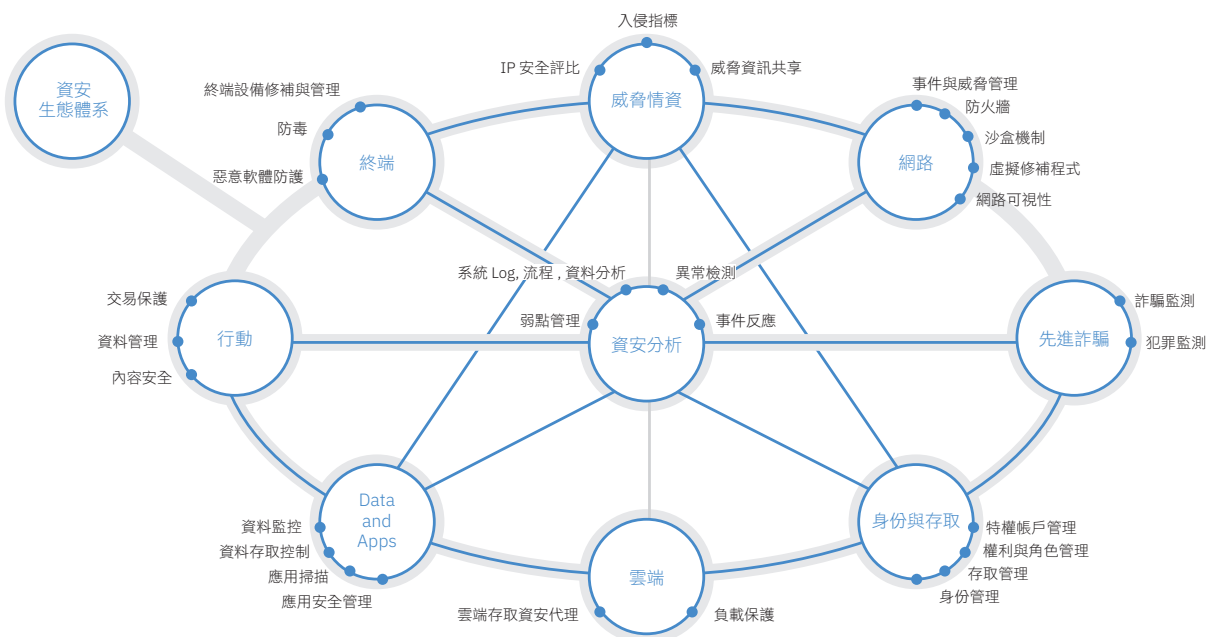 資安
生態體系
入侵指標
IP 安全評比
威脅資訊共享
威脅情資
終端設備修補與管理
防毒
惡意軟體防護
終端
事件與威脅管理
防火牆
沙盒機制
虛擬修補程式
網路可視性
網路
系統 Log, 流程 , 資料分析
異常檢測
弱點管理
事件反應
資安分析
交易保護
資料管理
內容安全
行動
詐騙監測
犯罪監測
先進詐騙
Data
and
Apps
資料監控
資料存取控制
應用掃描
應用安全管理
雲端
雲端存取資安代理
負載保護
身份與存取
特權帳戶管理
權利與角色管理
存取管理
身份管理